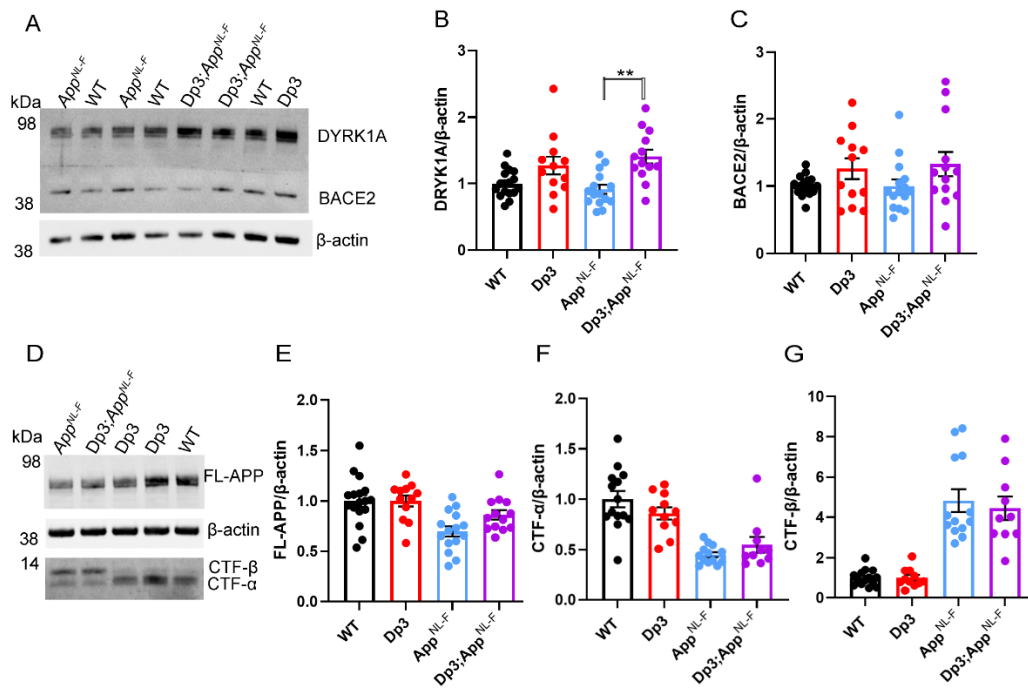 A
App^NL-F WT App^NL-F WT Dp3;App^NL-F Dp3;App^NL-F WT Dp3
kDa
98
DYRK1A
BACE2
38
β-actin
38
B
DRYK1A/β-actin
3
2
1
0
**
WT Dp3 App^NL-F Dp3;App^NL-F
C
BACE2/β-actin
3
2
1
0
WT Dp3 App^NL-F Dp3;App^NL-F
D
App^NL-F Dp3;App^NL-F Dp3 Dp3 WT
kDa
98
FL-APP
β-actin
38
14
CTF-β
CTF-α
E
FL-APP/β-actin
2.0
1.5
1.0
0.5
0.0
WT Dp3 App^NL-F Dp3;App^NL-F
F
CTF-α/β-actin
2.0
1.5
1.0
0.5
0.0
WT Dp3 App^NL-F Dp3;App^NL-F
G
CTF-β/β-actin
10
8
6
4
2
0
WT Dp3 App^NL-F Dp3;App^NL-F